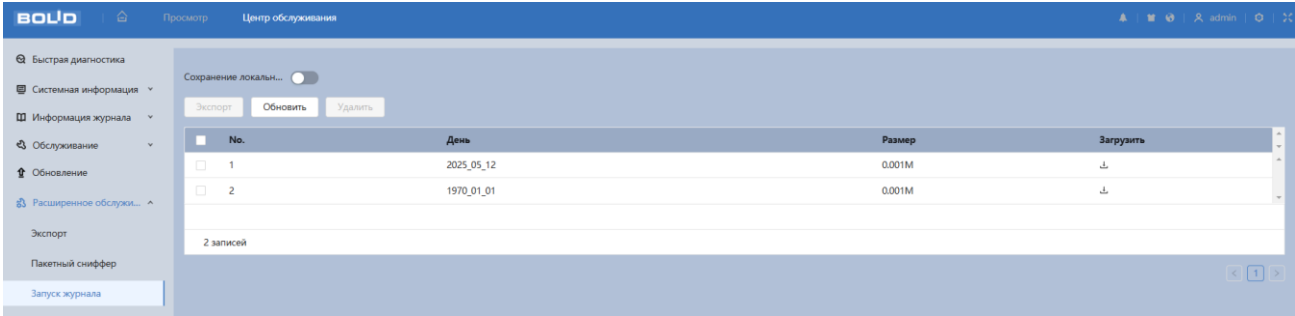 BOLID Просмотр Центр обслуживания admin
Быстрая диагностика
Системная информация
Информация журнала
Обслуживание
Обновление
Расширенное обслужи...
Экспорт
Пакетный сниффер
Запуск журнала
Сохранение локальн...
Экспорт Обновить Удалить
No. День Размер Загрузить
1 2025_05_12 0.001M
2 1970_01_01 0.001M
2 записей
< 1 >